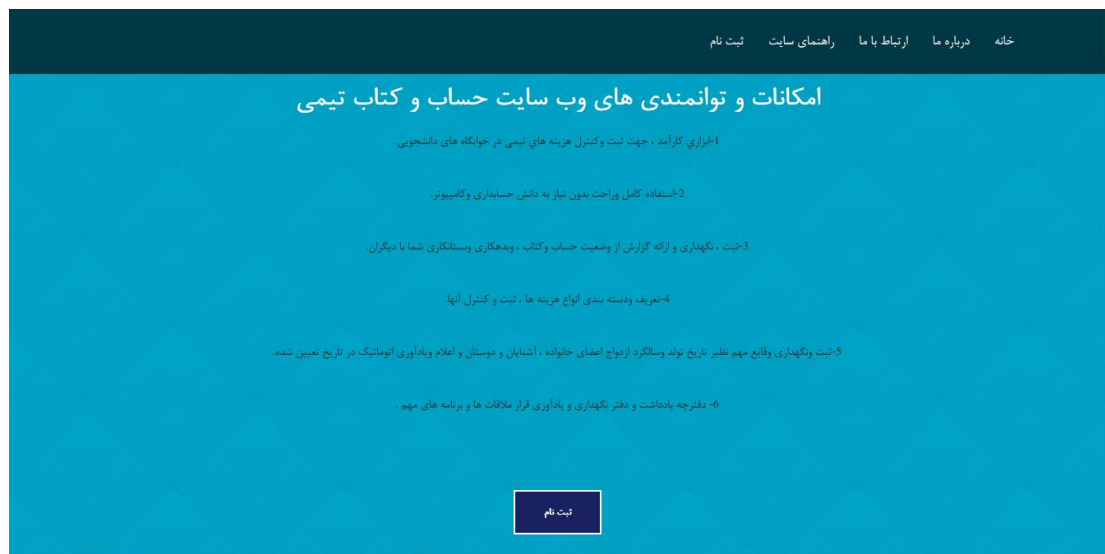 خانه درباره ما ارتباط با ما راهنمای سایت ثبت نام
امکانات و توانمندی های وب سایت حساب و کتاب تیمی
1-ابزاري کارآمد ، جهت ثبت وکنترل هزینه هاي تیمی در خوابگاه های دانشجویی.
2-استفاده کامل وراحت بدون نیاز به دانش حسابداری وکامپیوتر.
3-ثبت ، نگهداری و ارائه گزارش از وضعیت حساب وکتاب ، وبدهکاری وبستانکاری شما با دیگران.
4-تعریف ودسته بندی انواع هزینه ها ، ثبت و کنترل آنها.
5-ثبت ونگهداری وقایع مهم نظیر تاریخ تولد وسالگرد ازدواج اعضای خانواده ، آشنایان و دوستان و اعلام ویادآوری اتوماتیک در تاریخ تعیین شده.
6- دفترچه یادداشت و دفتر نگهداری و یادآوری قرار ملاقات ها و برنامه های مهم .
ثبت نام